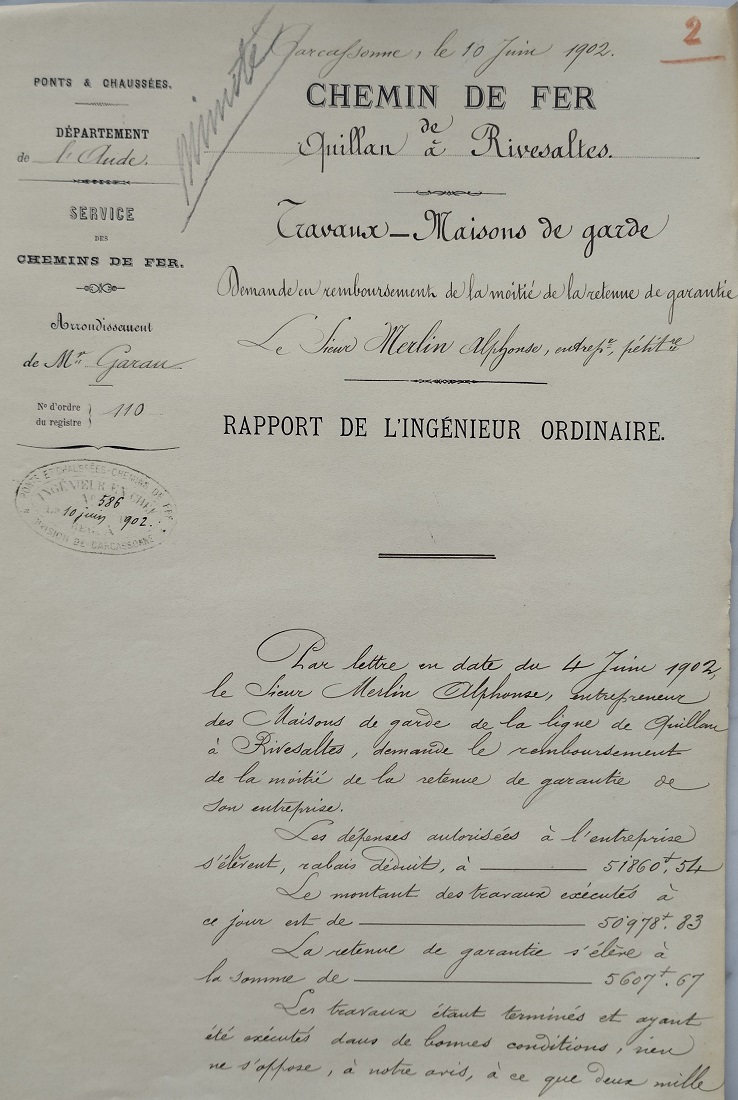 2
Carcassonne, le 10 Juin 1902.
minute
PONTS & CHAUSSÉES.
DÉPARTEMENT
de l'Aude.
SERVICE
DES
CHEMINS DE FER.
Arrondissement
de Mr. Garau
N° d'ordre
du registre
110
PONTS ET CHAUSSÉES-CHEMINS DE FER
INGÉNIEUR EN CHEF
586
10 juin 1902.
DIVISION DE CARCASSONNE
CHEMIN DE FER
de
Quillan à Rivesaltes.
Travaux - Maisons de garde
Demande en remboursement de la moitié de la retenue de garantie
Le Sieur Merlin Alphonse, entrepr, pétitre
RAPPORT DE L'INGÉNIEUR ORDINAIRE.
Par lettre en date du 4 Juin 1902,
le Sieur Merlin Alphonse, entrepreneur
des Maisons de garde de la ligne de Quillan
à Rivesaltes, demande le remboursement
de la moitié de la retenue de garantie de
son entreprise.
Les dépenses autorisées à l'entreprise
s'élèvent, rabais déduit, à 51860f.54
Le montant des travaux exécutés à
ce jour est de 50978f.83
La retenue de garantie s'élève à
la somme de 5607f.67
Les travaux étant terminés et ayant
été exécutés dans de bonnes conditions, rien
ne s'oppose, à notre avis, à ce que deux mille